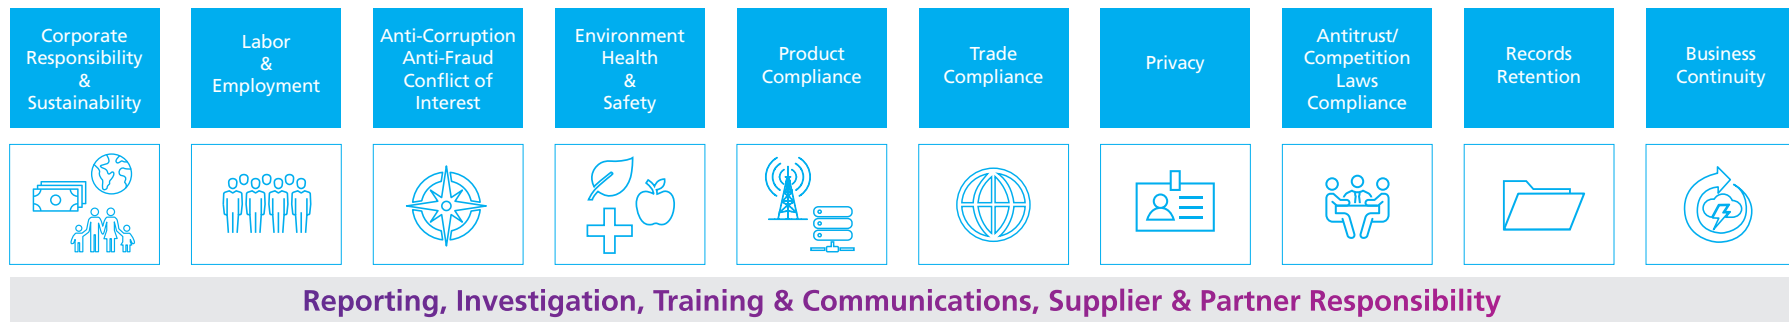 Corporate
Responsibility
&
Sustainability
Labor
&
Employment
Anti-Corruption
Anti-Fraud
Conflict of
Interest
Environment
Health
&
Safety
Product
Compliance
Trade
Compliance
Privacy
Antitrust/
Competition
Laws
Compliance
Records
Retention
Business
Continuity
Reporting, Investigation, Training & Communications, Supplier & Partner Responsibility